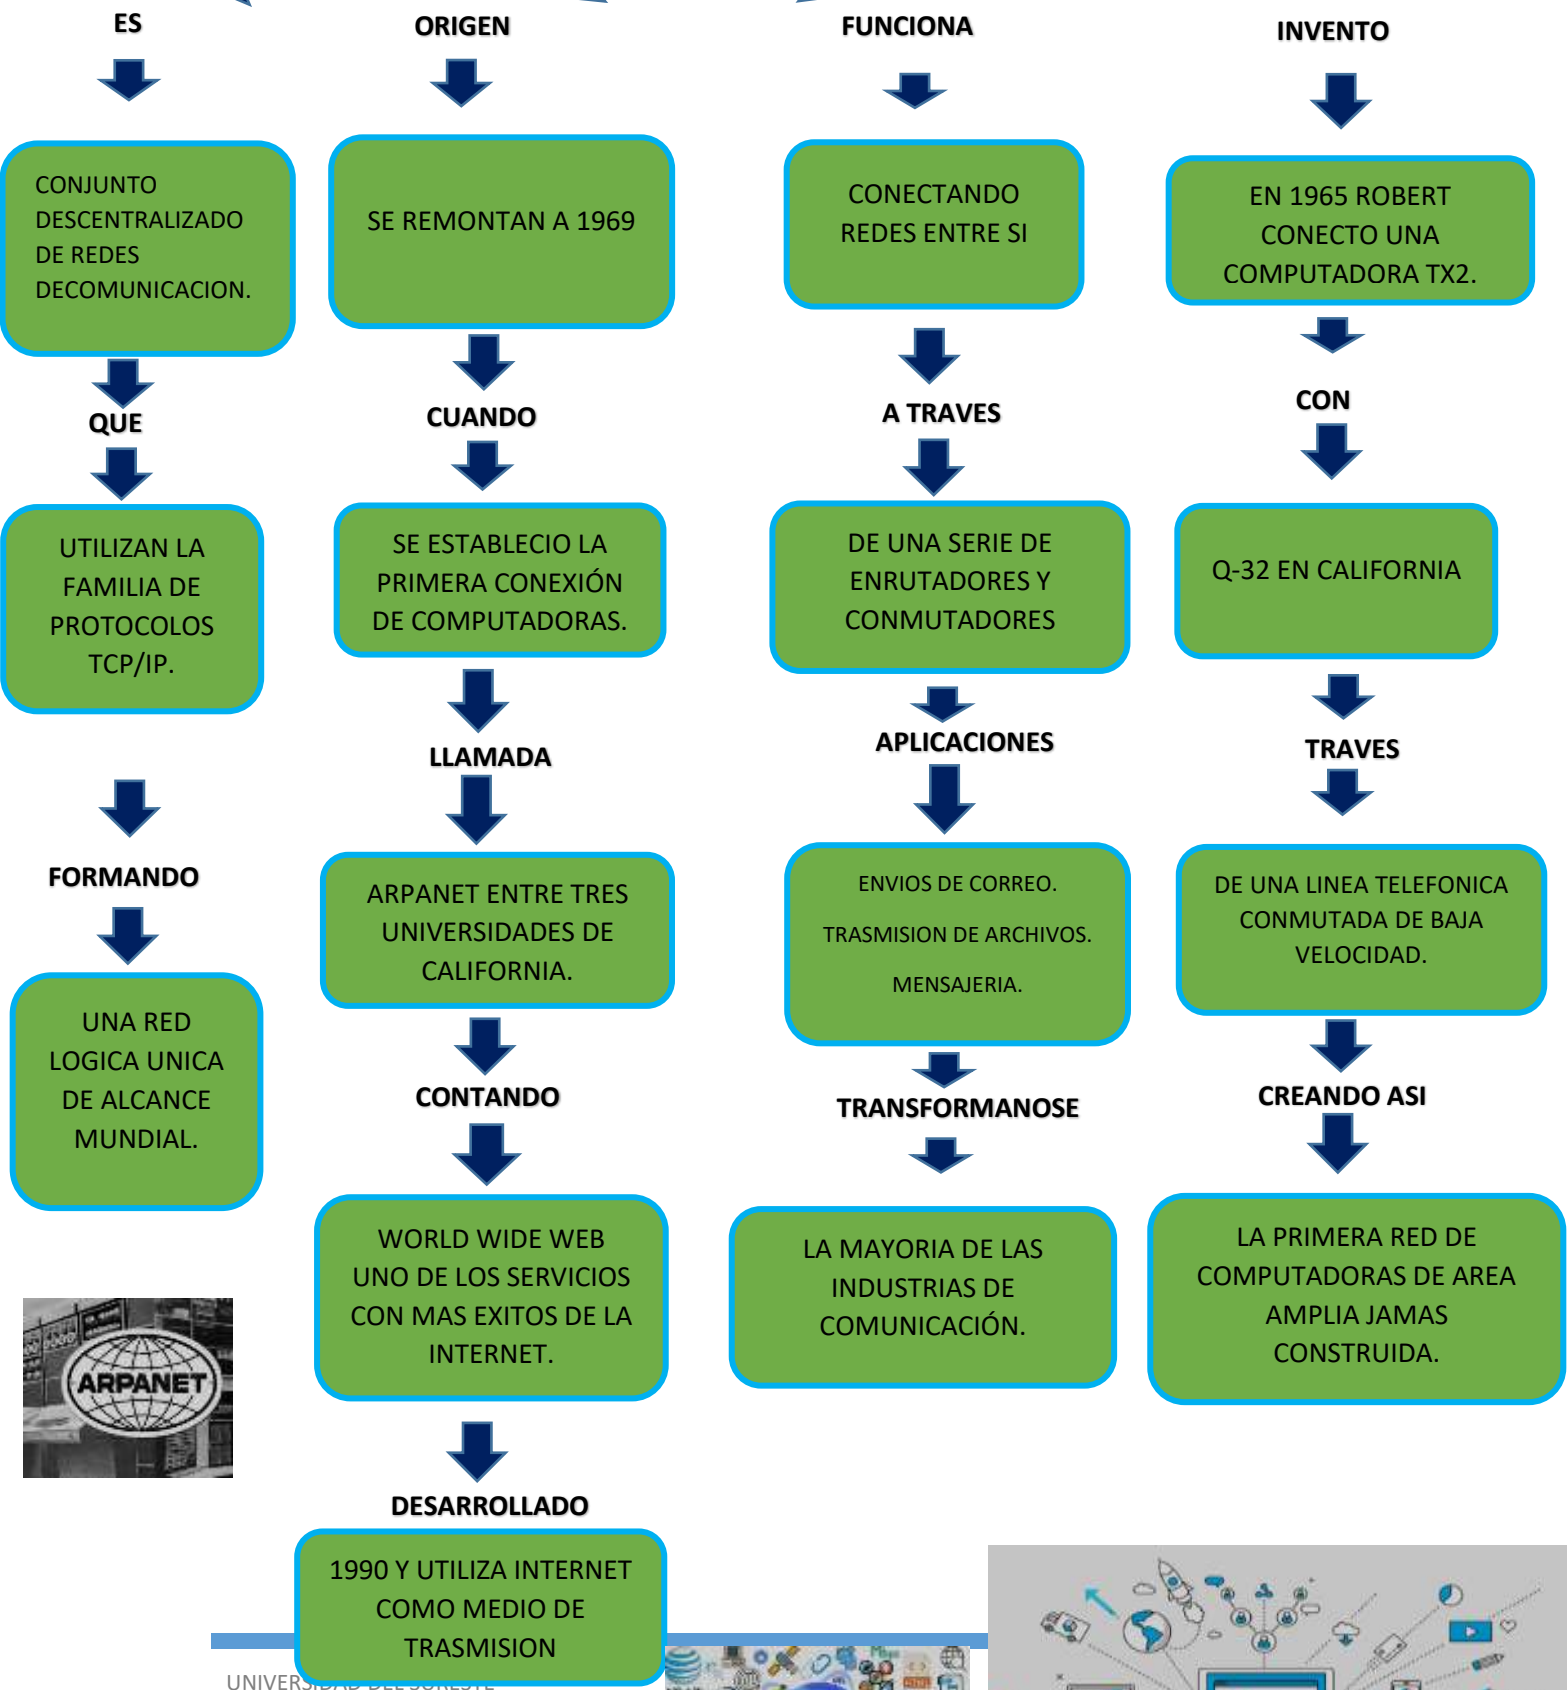 ES
CONJUNTO
DESCENTRALIZADO
DE REDES
DECOMUNICACION.
QUE
UTILIZAN LA
FAMILIA DE
PROTOCOLOS
TCP/IP.
FORMANDO
UNA RED
LOGICA UNICA
DE ALCANCE
MUNDIAL.
ARPANET
ORIGEN
SE REMONTAN A 1969
CUANDO
SE ESTABLECIO LA
PRIMERA CONEXIÓN
DE COMPUTADORAS.
LLAMADA
ARPANET ENTRE TRES
UNIVERSIDADES DE
CALIFORNIA.
CONTANDO
WORLD WIDE WEB
UNO DE LOS SERVICIOS
CON MAS EXITOS DE LA
INTERNET.
DESARROLLADO
1990 Y UTILIZA INTERNET
COMO MEDIO DE
TRASMISION
FUNCIONA
CONECTANDO
REDES ENTRE SI
A TRAVES
DE UNA SERIE DE
ENRUTADORES Y
CONMUTADORES
APLICACIONES
ENVIOS DE CORREO.
TRASMISION DE ARCHIVOS.
MENSAJERIA.
TRANSFORMANOSE
LA MAYORIA DE LAS
INDUSTRIAS DE
COMUNICACIÓN.
INVENTO
EN 1965 ROBERT
CONECTO UNA
COMPUTADORA TX2.
CON
Q-32 EN CALIFORNIA
TRAVES
DE UNA LINEA TELEFONICA
CONMUTADA DE BAJA
VELOCIDAD.
CREANDO ASI
LA PRIMERA RED DE
COMPUTADORAS DE AREA
AMPLIA JAMAS
CONSTRUIDA.
UNIVERSIDAD DEL SURESTE